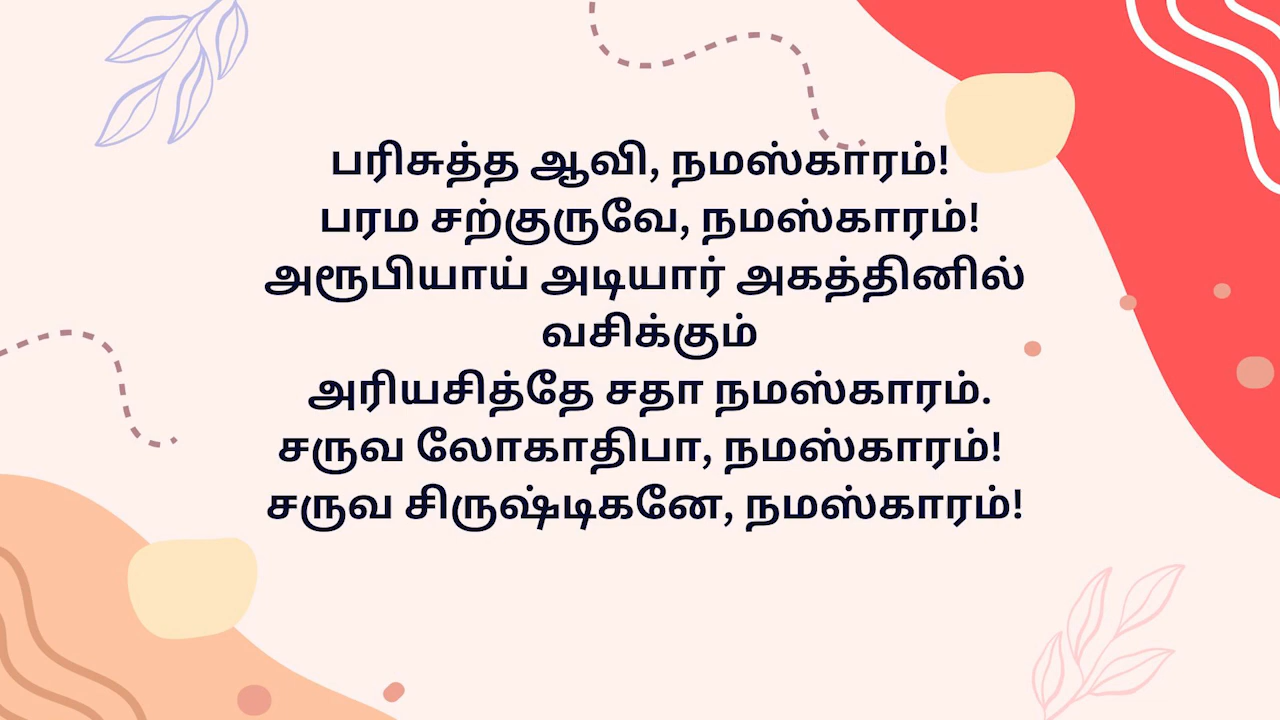 பரிசுத்த ஆவி, நமஸ்காரம்!
பரம சற்குருவே, நமஸ்காரம்!
அரூபியாய் அடியார் அகத்தினில்
வசிக்கும்
அரியசித்தே சதா நமஸ்காரம்.
சருவ லோகாதிபா, நமஸ்காரம்!
சருவ சிருஷ்டிகனே, நமஸ்காரம்!